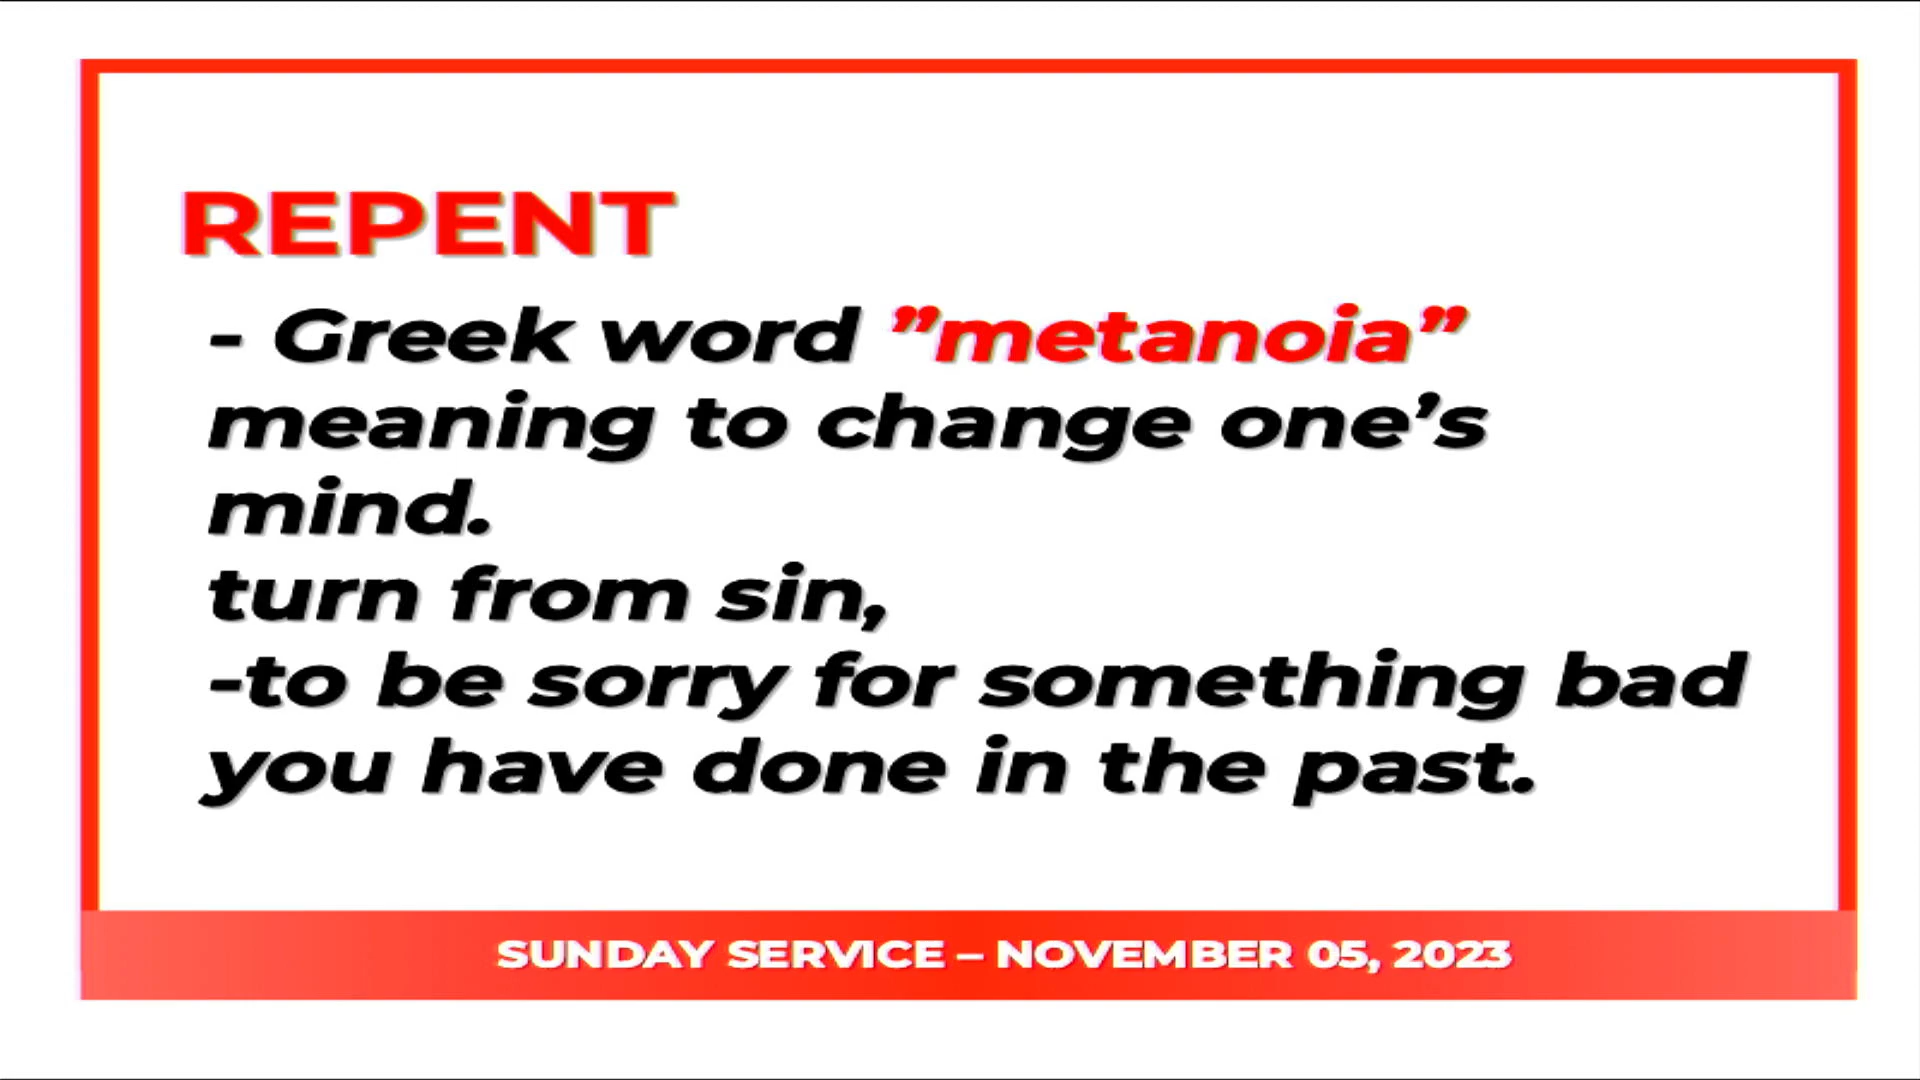 REPENT
- Greek word ”metanoia”
meaning to change one’s
mind.
turn from sin,
-to be sorry for something bad
you have done in the past.
SUNDAY SERVICE – NOVEMBER 05, 2023